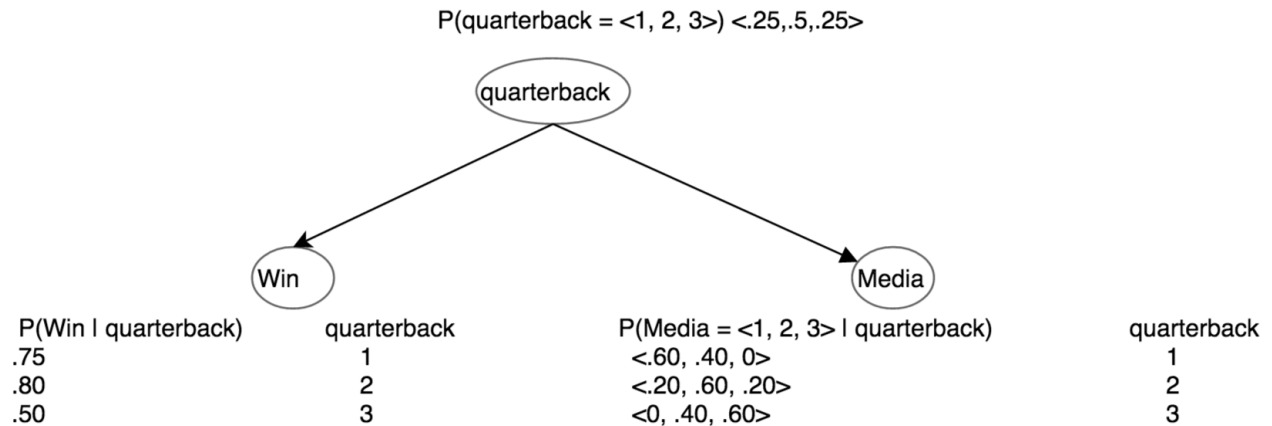 P(quarterback = <1, 2, 3>) <.25,.5,.25>
quarterback
Win
Media
P(Win | quarterback) quarterback P(Media = <1, 2, 3> | quarterback) quarterback
.75 1 <.60, .40, 0> 1
.80 2 <.20, .60, .20> 2
.50 3 <0, .40, .60> 3